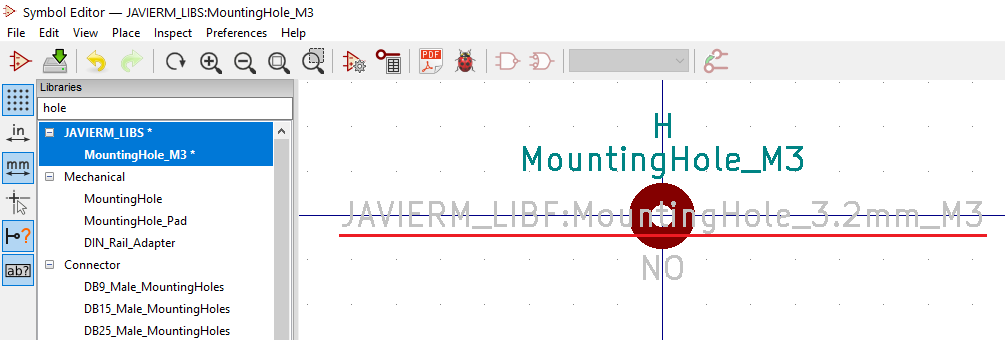 Symbol Editor — JAVIERM_LIBS:MountingHole_M3
File Edit View Place Inspect Preferences Help
PDF
Libraries
hole
in
JAVIERM_LIBS *
MountingHole_M3 *
mm
Mechanical
MountingHole
MountingHole_Pad
DIN_Rail_Adapter
?
Connector
ab?
DB9_Male_MountingHoles
DB15_Male_MountingHoles
DB25_Male_MountingHoles
H
MountingHole_M3
JAVIERM_LIBF:MountingHole_3.2mm_M3
NO